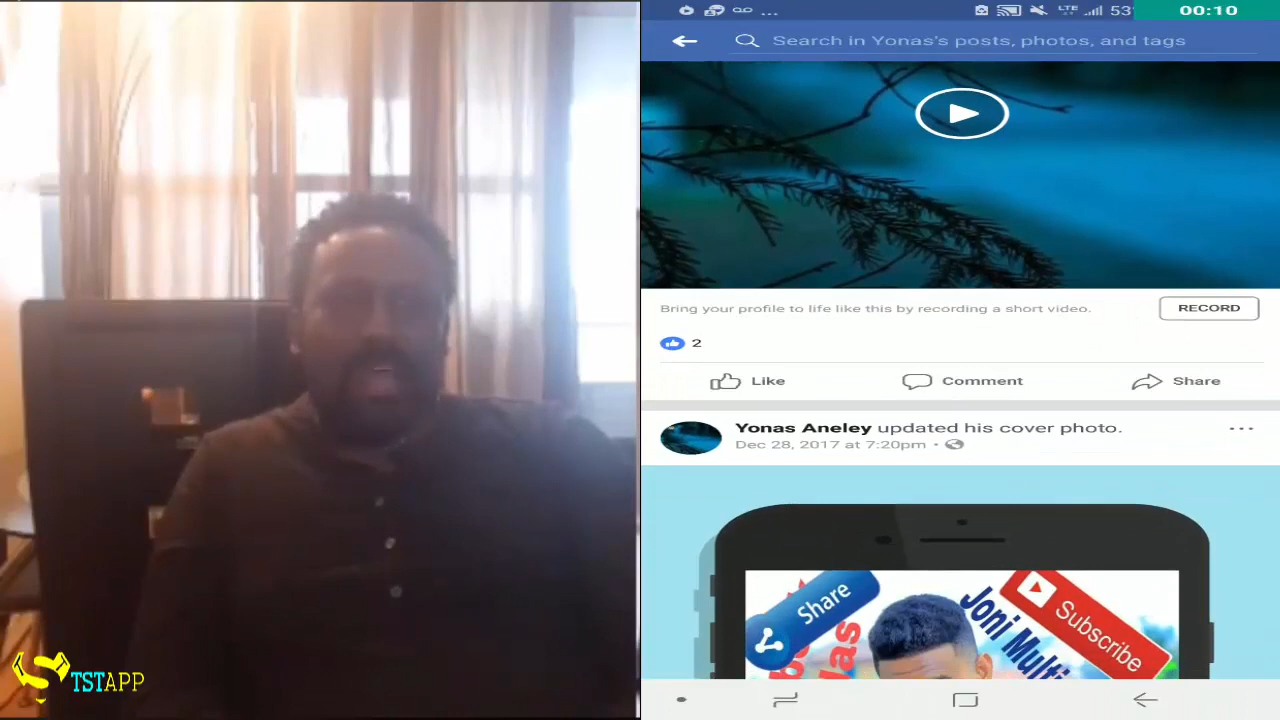 ... LTE 53 00:10
Search in Yonas's posts, photos, and tags
Bring your profile to life like this by recording a short video. RECORD
2
Like Comment Share
Yonas Aneley updated his cover photo. ...
Dec 28, 2017 at 7:20pm
Share
Joni Multi
Subscribe
TSTAPP